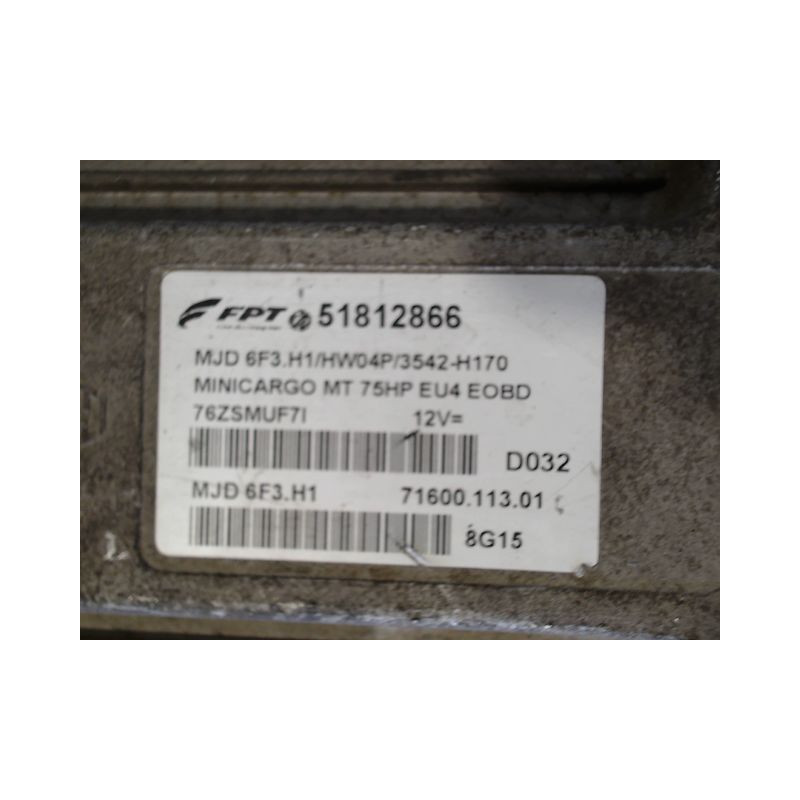 FPT 51812866
MJD 6F3.H1/HW04P/3542-H170
MINICARGO MT 75HP EU4 EOBD
76ZSMUF7I 12V=
D032
MJD 6F3.H1 71600.113.01
8G15